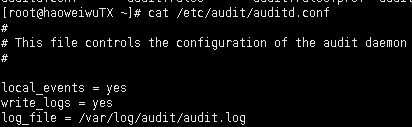 [root@haoweiwuTX ~]# cat /etc/audit/auditd.conf
#
# This file controls the configuration of the audit daemon
#
local_events = yes
write_logs = yes
log_file = /var/log/audit/audit.log